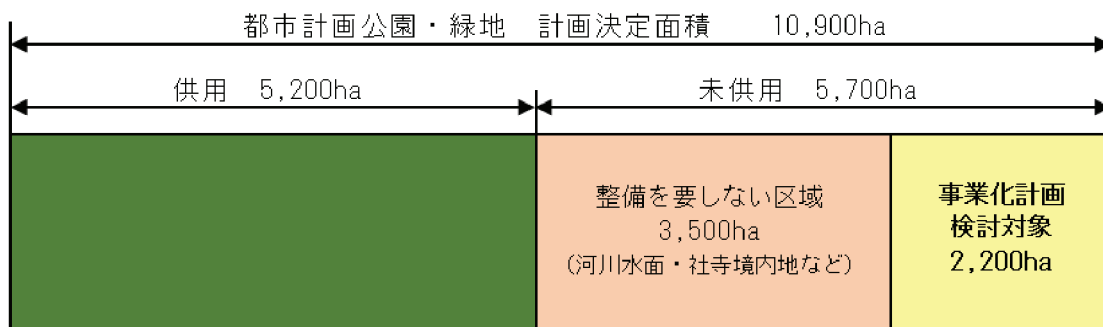 都市計画公園・緑地　計画決定面積　　10,900ha
供用　5,200ha
未供用　5,700ha
整備を要しない区域
3,500ha
（河川水面・社寺境内地など）
事業化計画
検討対象
2,200ha